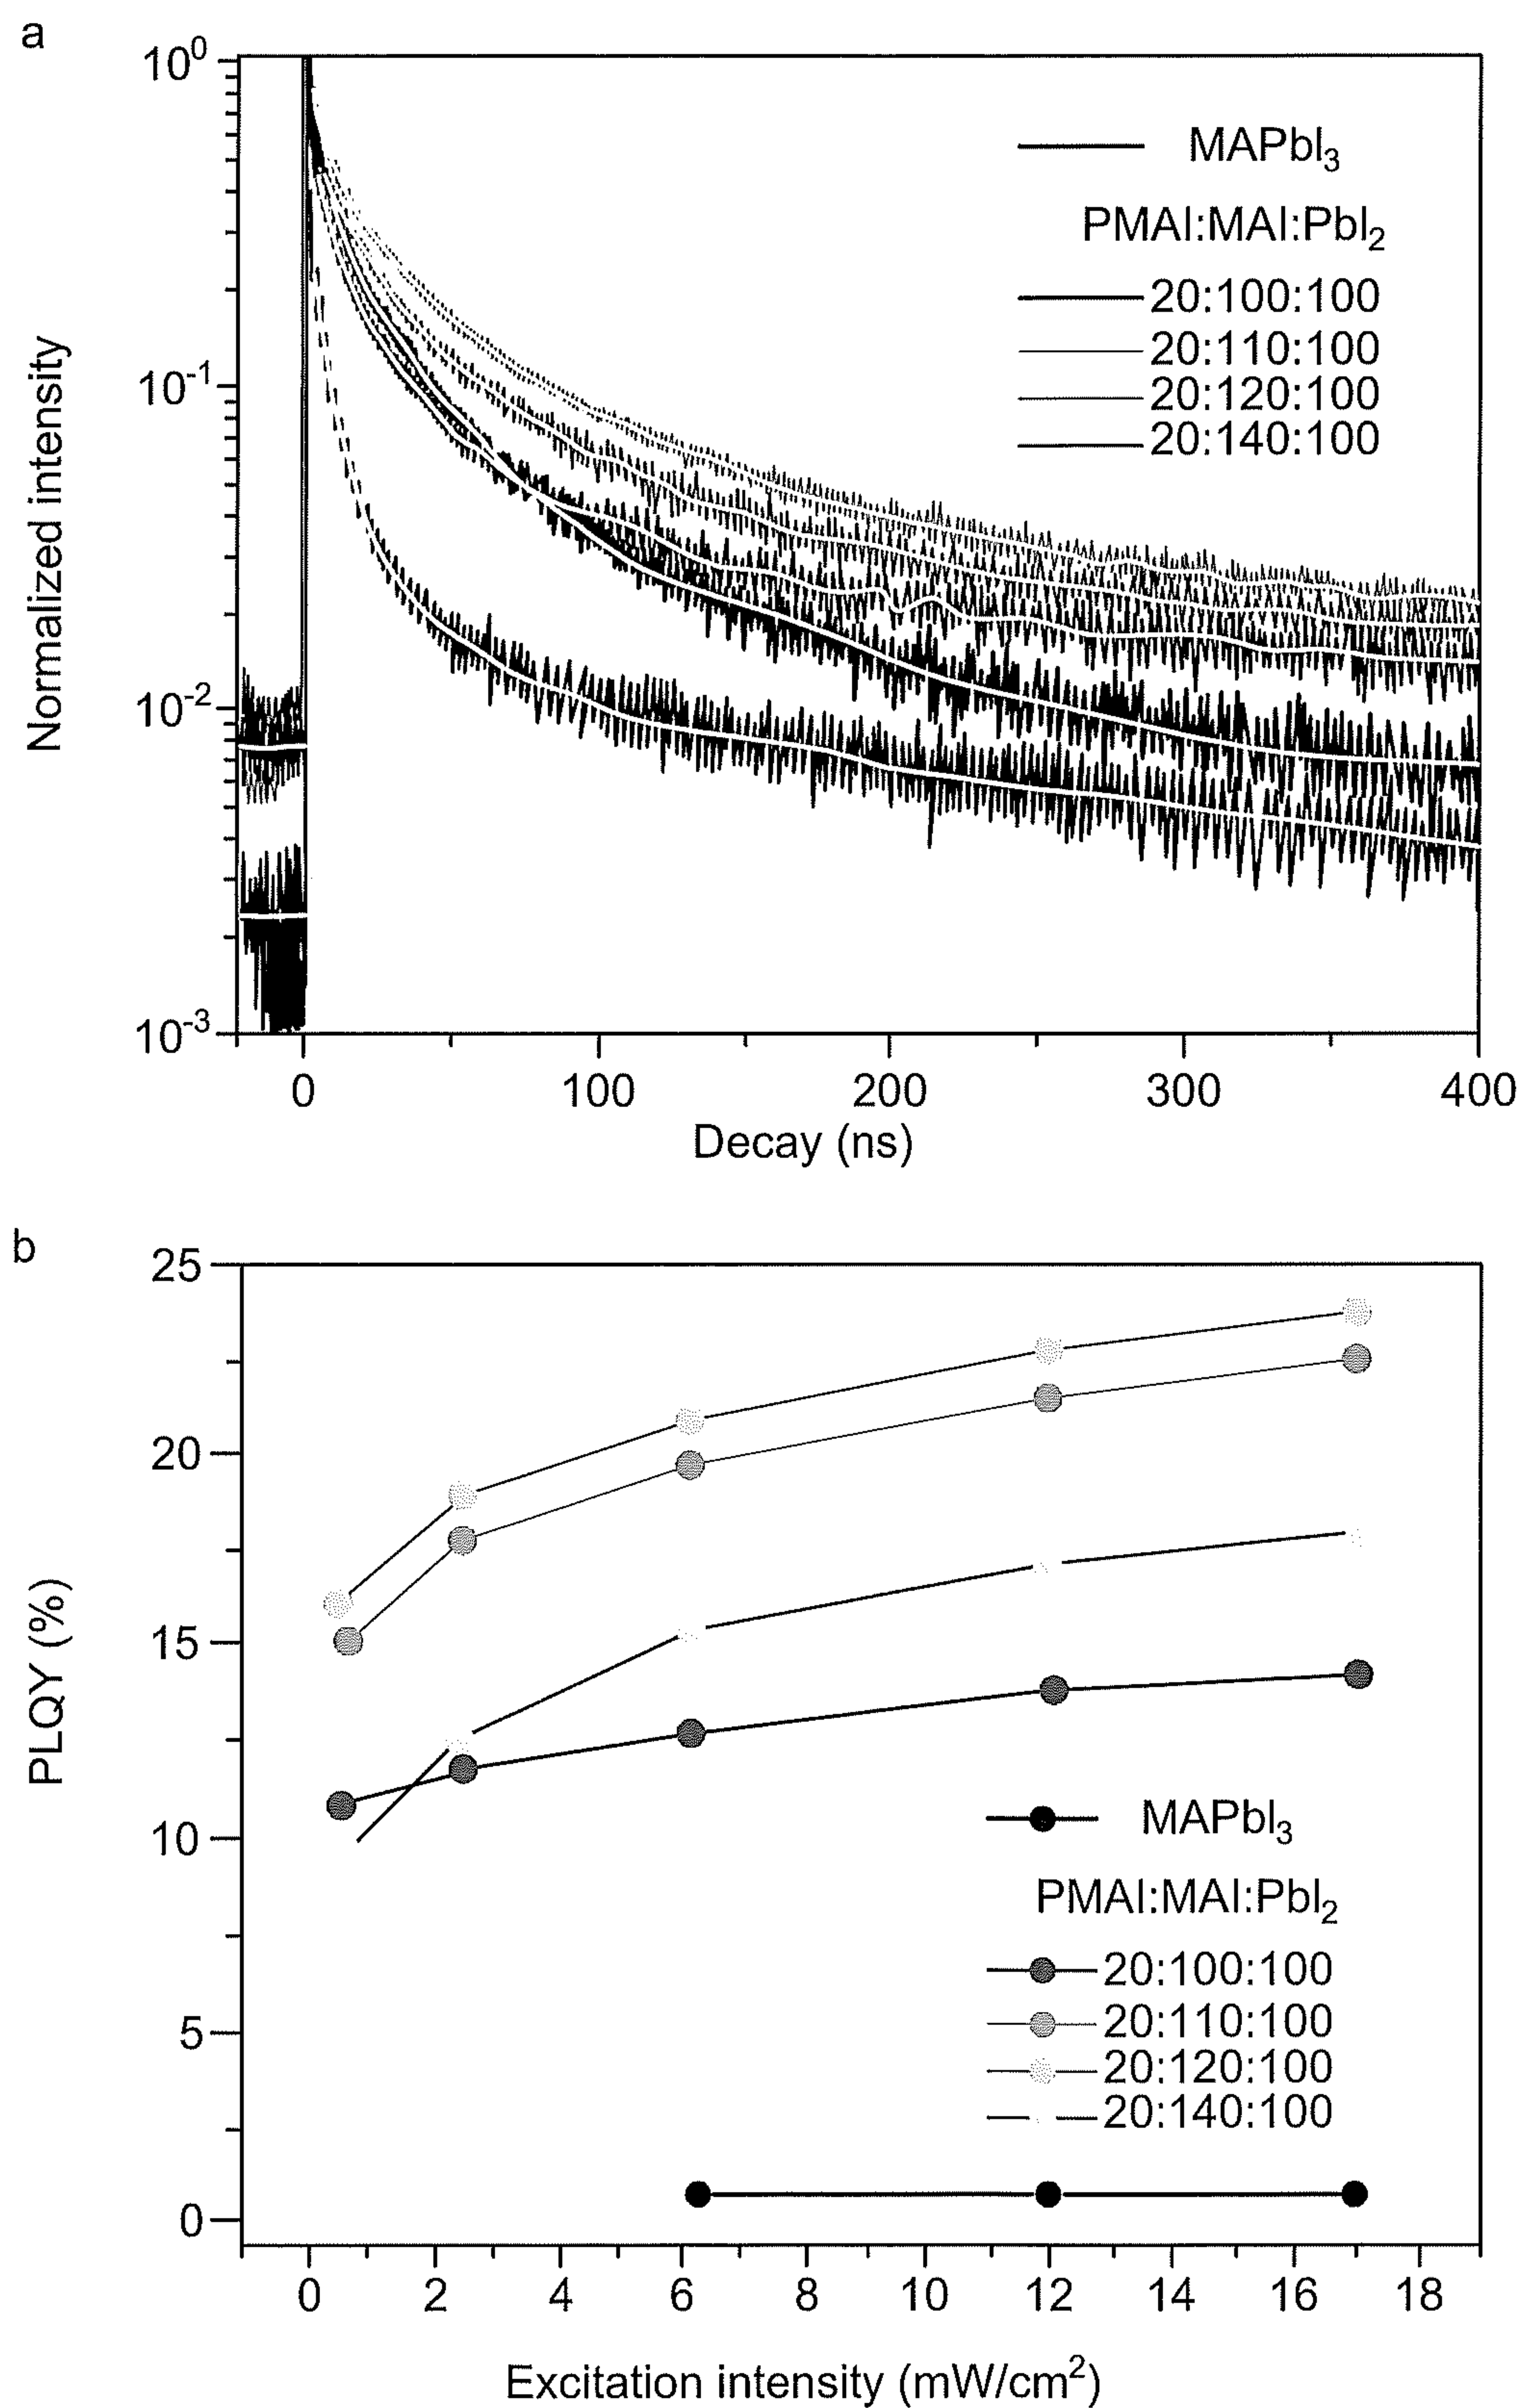 a
10⁰
10⁻¹
10⁻²
10⁻³
Normalized intensity
MAPbI₃
PMAI:MAI:PbI₂
20:100:100
20:110:100
20:120:100
20:140:100
0 100 200 300 400
Decay (ns)
b
25
20
15
10
5
0
PLQY (%)
MAPbI₃
PMAI:MAI:PbI₂
20:100:100
20:110:100
20:120:100
20:140:100
0 2 4 6 8 10 12 14 16 18
Excitation intensity (mW/cm²)